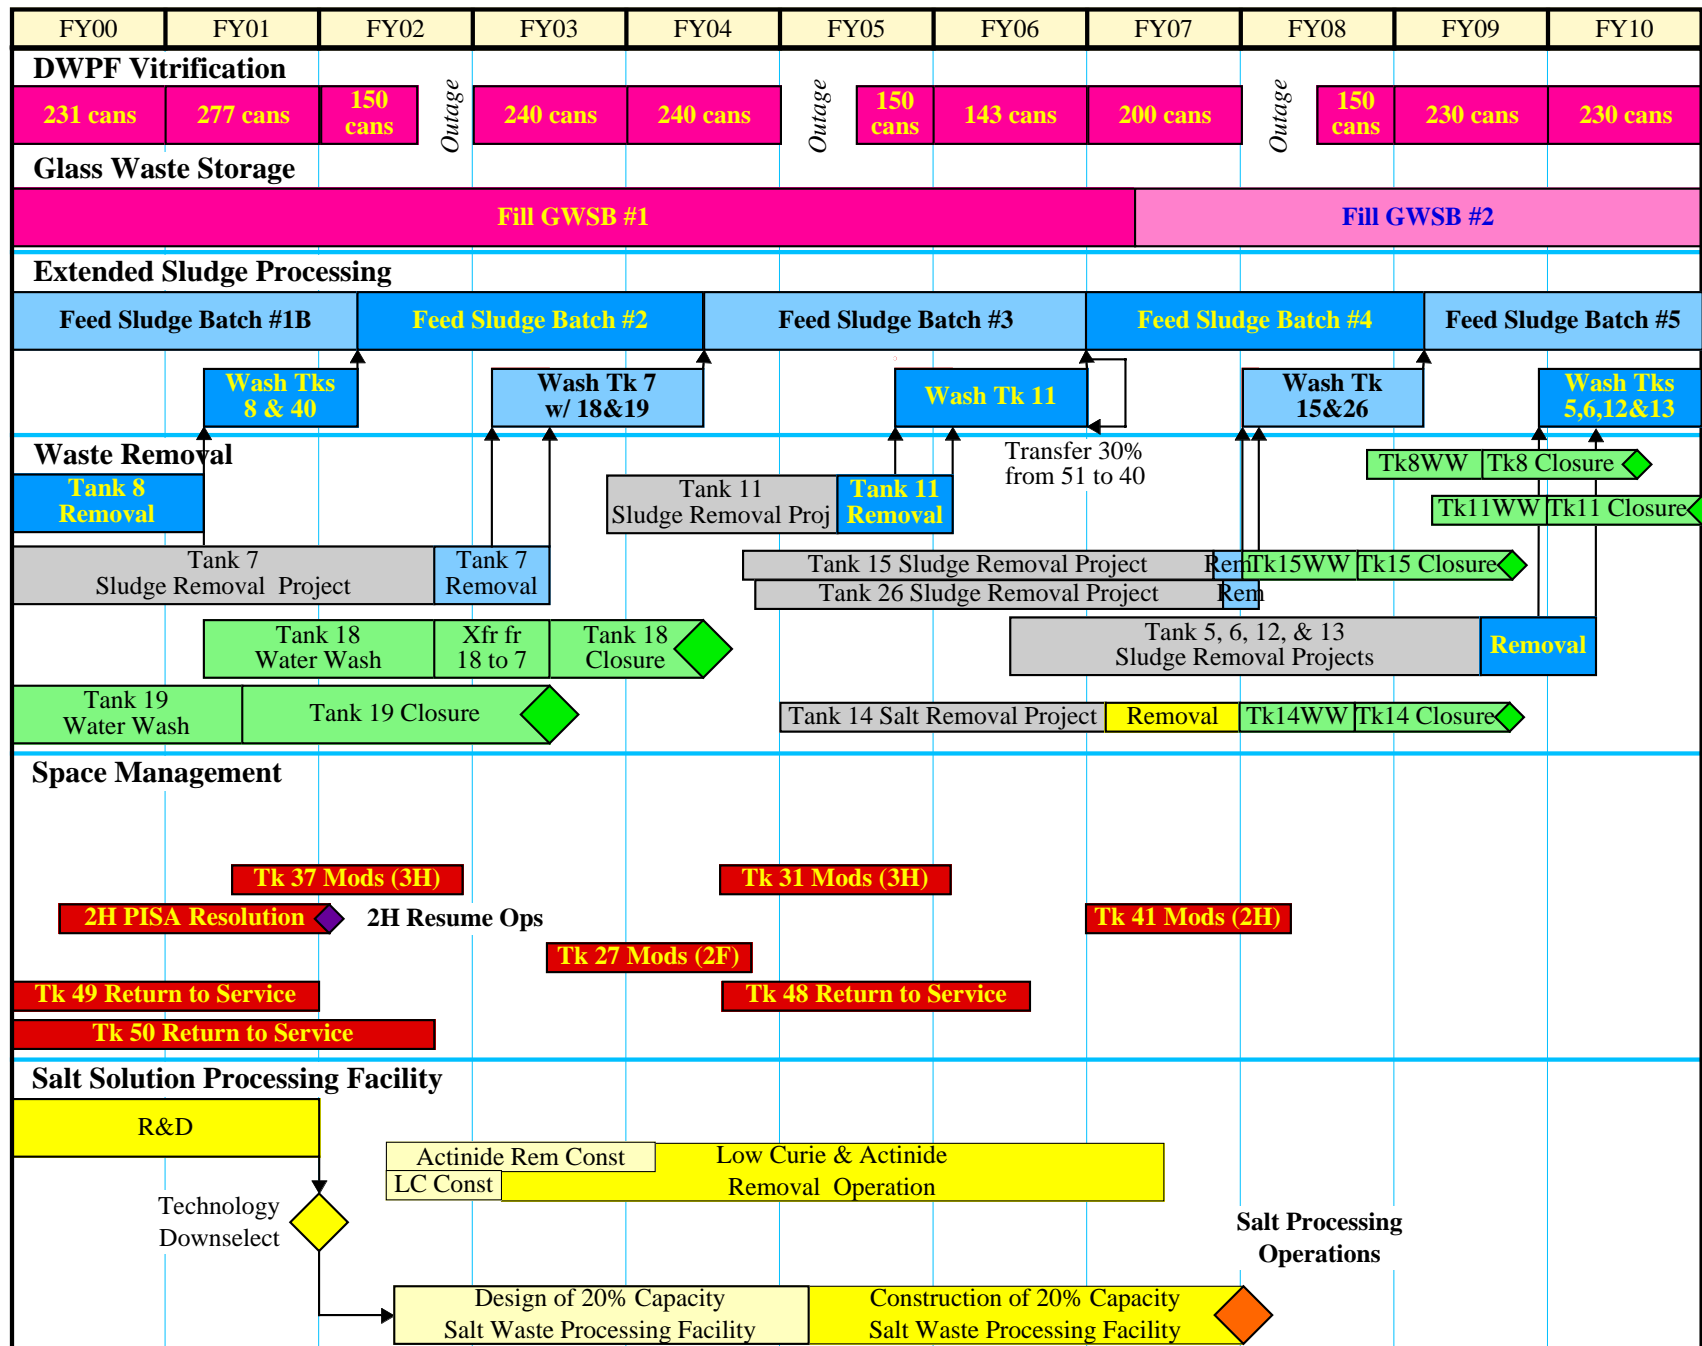 FY00 FY01 FY02 FY03 FY04 FY05 FY06 FY07 FY08 FY09 FY10
DWPF Vitrification
231 cans
277 cans
150
cans
Outage
240 cans
240 cans
Outage
150
cans
143 cans
200 cans
Outage
150
cans
230 cans
230 cans
Glass Waste Storage
Fill GWSB #1
Fill GWSB #2
Extended Sludge Processing
Feed Sludge Batch #1B
Feed Sludge Batch #2
Feed Sludge Batch #3
Feed Sludge Batch #4
Feed Sludge Batch #5
Wash Tks
8 & 40
Wash Tk 7
w/ 18&19
Wash Tk 11
Wash Tk
15&26
Wash Tks
5,6,12&13
Transfer 30%
from 51 to 40
Waste Removal
Tk8WW
Tk8 Closure
Tank 8
Removal
Tank 11
Sludge Removal Proj
Tank 11
Removal
Tk11WW
Tk11 Closure
Tank 7
Sludge Removal Project
Tank 7
Removal
Tank 15 Sludge Removal Project
Rem
Tk15WW
Tk15 Closure
Tank 26 Sludge Removal Project
Rem
Tank 18
Water Wash
Xfr fr
18 to 7
Tank 18
Closure
Tank 5, 6, 12, & 13
Sludge Removal Projects
Removal
Tank 19
Water Wash
Tank 19 Closure
Tank 14 Salt Removal Project
Removal
Tk14WW
Tk14 Closure
Space Management
Tk 37 Mods (3H)
Tk 31 Mods (3H)
2H PISA Resolution
2H Resume Ops
Tk 41 Mods (2H)
Tk 27 Mods (2F)
Tk 49 Return to Service
Tk 48 Return to Service
Tk 50 Return to Service
Salt Solution Processing Facility
R&D
Actinide Rem Const
LC Const
Low Curie & Actinide
Removal Operation
Technology
Downselect
Salt Processing
Operations
Design of 20% Capacity
Salt Waste Processing Facility
Construction of 20% Capacity
Salt Waste Processing Facility